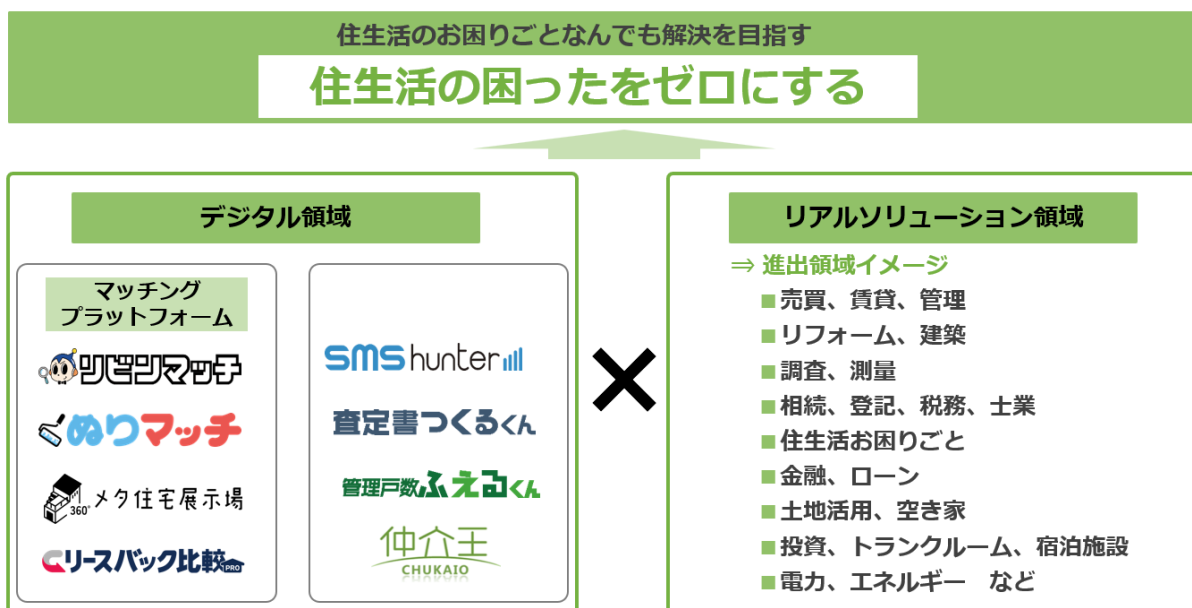 住生活のお困りごとなんでも解決を目指す
住生活の困ったをゼロにする
デジタル領域
マッチング
プラットフォーム
リビンマッチ
ぬりマッチ
360°メタ住宅展示場
リースバック比較PRO
SMS hunter
査定書つくるくん
管理戸数ふえるくん
仲介王
CHUKAIO
×
リアルソリューション領域
⇒ 進出領域イメージ
■売買、賃貸、管理
■リフォーム、建築
■調査、測量
■相続、登記、税務、士業
■住生活お困りごと
■金融、ローン
■土地活用、空き家
■投資、トランクルーム、宿泊施設
■電力、エネルギー　など